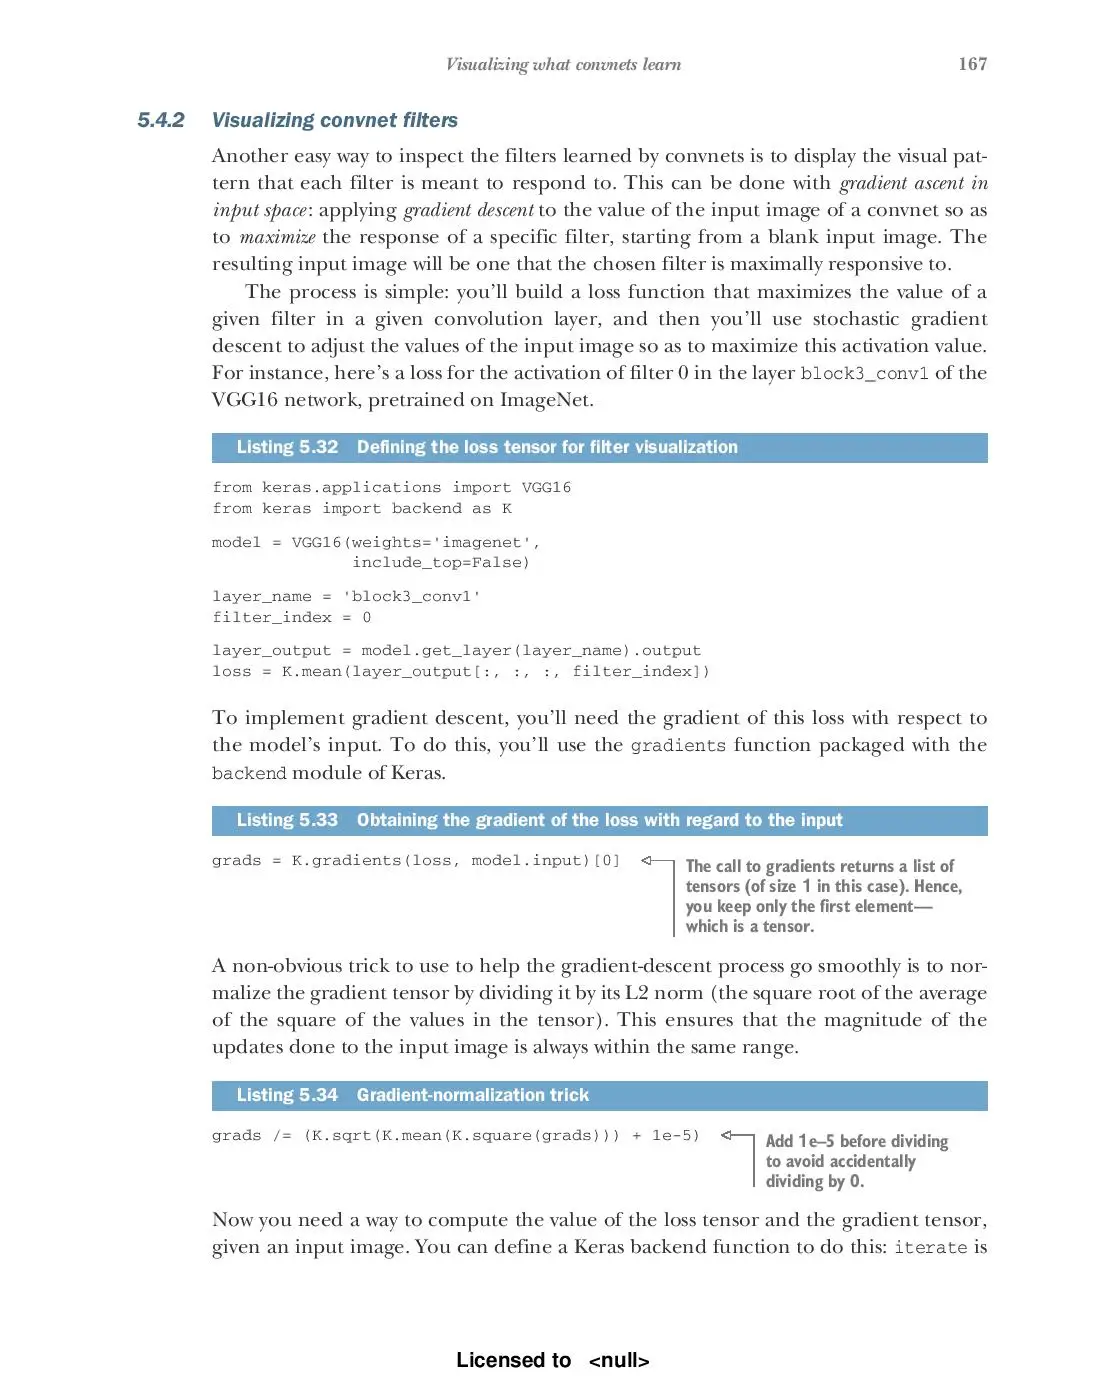 Visualizing what convnets learn 167
5.4.2 Visualizing convnet filters
Another easy way to inspect the filters learned by convnets is to display the visual pat-
tern that each filter is meant to respond to. This can be done with gradient ascent in
input space: applying gradient descent to the value of the input image of a convnet so as
to maximize the response of a specific filter, starting from a blank input image. The
resulting input image will be one that the chosen filter is maximally responsive to.
The process is simple: you’ll build a loss function that maximizes the value of a
given filter in a given convolution layer, and then you’ll use stochastic gradient
descent to adjust the values of the input image so as to maximize this activation value.
For instance, here’s a loss for the activation of filter 0 in the layer block3_conv1 of the
VGG16 network, pretrained on ImageNet.
Listing 5.32 Defining the loss tensor for filter visualization
from keras.applications import VGG16
from keras import backend as K
model = VGG16(weights='imagenet',
include_top=False)
layer_name = 'block3_conv1'
filter_index = 0
layer_output = model.get_layer(layer_name).output
loss = K.mean(layer_output[:, :, :, filter_index])
To implement gradient descent, you’ll need the gradient of this loss with respect to
the model’s input. To do this, you’ll use the gradients function packaged with the
backend module of Keras.
Listing 5.33 Obtaining the gradient of the loss with regard to the input
grads = K.gradients(loss, model.input)[0]
The call to gradients returns a list of
tensors (of size 1 in this case). Hence,
you keep only the first element—
which is a tensor.
A non-obvious trick to use to help the gradient-descent process go smoothly is to nor-
malize the gradient tensor by dividing it by its L2 norm (the square root of the average
of the square of the values in the tensor). This ensures that the magnitude of the
updates done to the input image is always within the same range.
Listing 5.34 Gradient-normalization trick
grads /= (K.sqrt(K.mean(K.square(grads))) + 1e-5)
Add 1e–5 before dividing
to avoid accidentally
dividing by 0.
Now you need a way to compute the value of the loss tensor and the gradient tensor,
given an input image. You can define a Keras backend function to do this: iterate is
Licensed to <null>